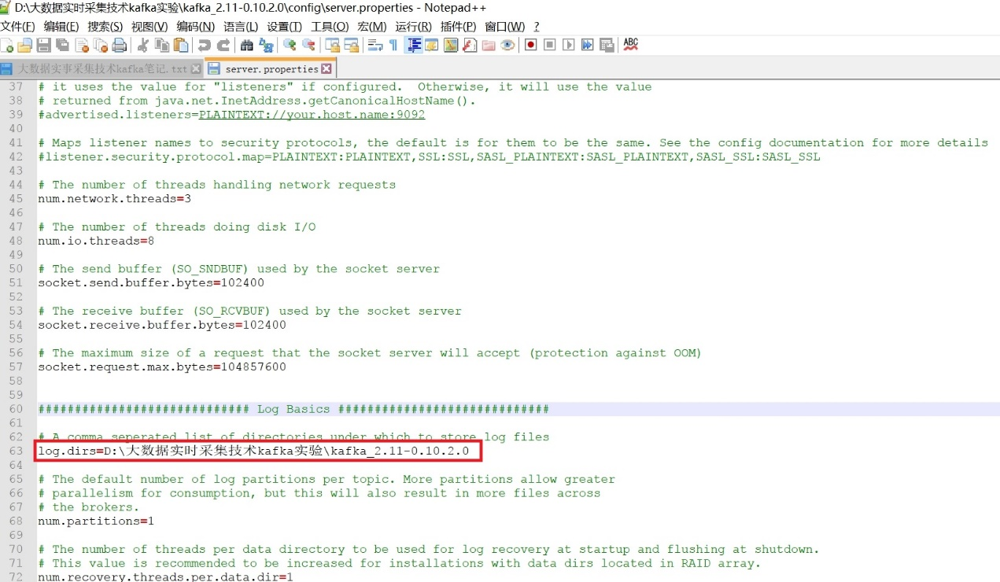 D:\大数据实时采集技术kafka实验\kafka_2.11-0.10.2.0\config\server.properties - Notepad++
文件(F) 编辑(E) 搜索(S) 视图(V) 编码(N) 语言(L) 设置(T) 工具(O) 宏(M) 运行(R) 插件(P) 窗口(W) ?
ABC
大数据实事采集技术kafka笔记.txt server.properties
37 # it uses the value for "listeners" if configured. Otherwise, it will use the value
38 # returned from java.net.InetAddress.getCanonicalHostName().
39 #advertised.listeners=PLAINTEXT://your.host.name:9092
40
41 # Maps listener names to security protocols, the default is for them to be the same. See the config documentation for more details
42 #listener.security.protocol.map=PLAINTEXT:PLAINTEXT,SSL:SSL,SASL_PLAINTEXT:SASL_PLAINTEXT,SASL_SSL:SASL_SSL
43
44 # The number of threads handling network requests
45 num.network.threads=3
46
47 # The number of threads doing disk I/O
48 num.io.threads=8
49
50 # The send buffer (SO_SNDBUF) used by the socket server
51 socket.send.buffer.bytes=102400
52
53 # The receive buffer (SO_RCVBUF) used by the socket server
54 socket.receive.buffer.bytes=102400
55
56 # The maximum size of a request that the socket server will accept (protection against OOM)
57 socket.request.max.bytes=104857600
58
59
60 ############################# Log Basics #############################
61
62 # A comma seperated list of directories under which to store log files
63 log.dirs=D:\大数据实时采集技术kafka实验\kafka_2.11-0.10.2.0
64
65 # The default number of log partitions per topic. More partitions allow greater
66 # parallelism for consumption, but this will also result in more files across
67 # the brokers.
68 num.partitions=1
69
70 # The number of threads per data directory to be used for log recovery at startup and flushing at shutdown.
71 # This value is recommended to be increased for installations with data dirs located in RAID array.
72 num.recovery.threads.per.data.dir=1